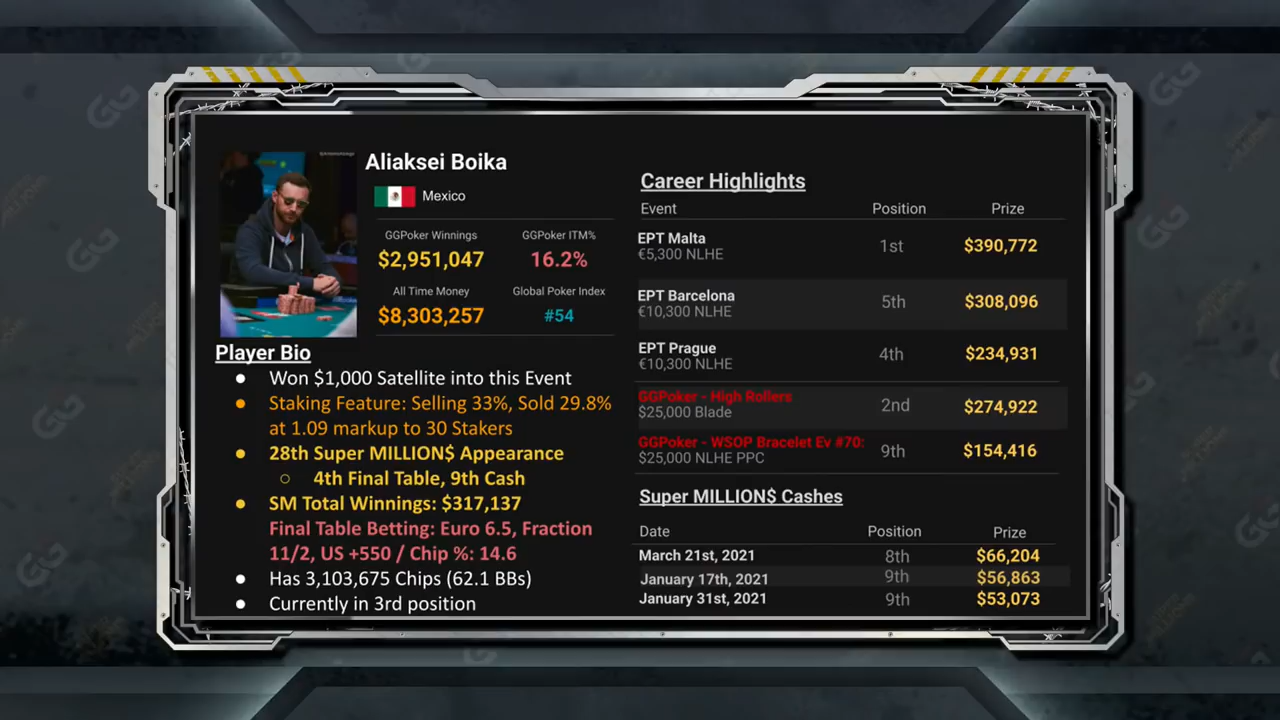 Aliaksei Boika
Mexico
GGPoker Winnings
GGPoker ITM%
$2,951,047
16.2%
All Time Money
Global Poker Index
$8,303,257
#54
Player Bio
● Won $1,000 Satellite into this Event
● Staking Feature: Selling 33%, Sold 29.8%
at 1.09 markup to 30 Stakers
● 28th Super MILLION$ Appearance
○ 4th Final Table, 9th Cash
● SM Total Winnings: $317,137
Final Table Betting: Euro 6.5, Fraction
11/2, US +550 / Chip %: 14.6
● Has 3,103,675 Chips (62.1 BBs)
● Currently in 3rd position
Career Highlights
Event Position Prize
EPT Malta
€5,300 NLHE
1st $390,772
EPT Barcelona
€10,300 NLHE
5th $308,096
EPT Prague
€10,300 NLHE
4th $234,931
GGPoker - High Rollers
$25,000 Blade
2nd $274,922
GGPoker - WSOP Bracelet Ev #70:
$25,000 NLHE PPC
9th $154,416
Super MILLION$ Cashes
Date Position Prize
March 21st, 2021 8th $66,204
January 17th, 2021 9th $56,863
January 31st, 2021 9th $53,073